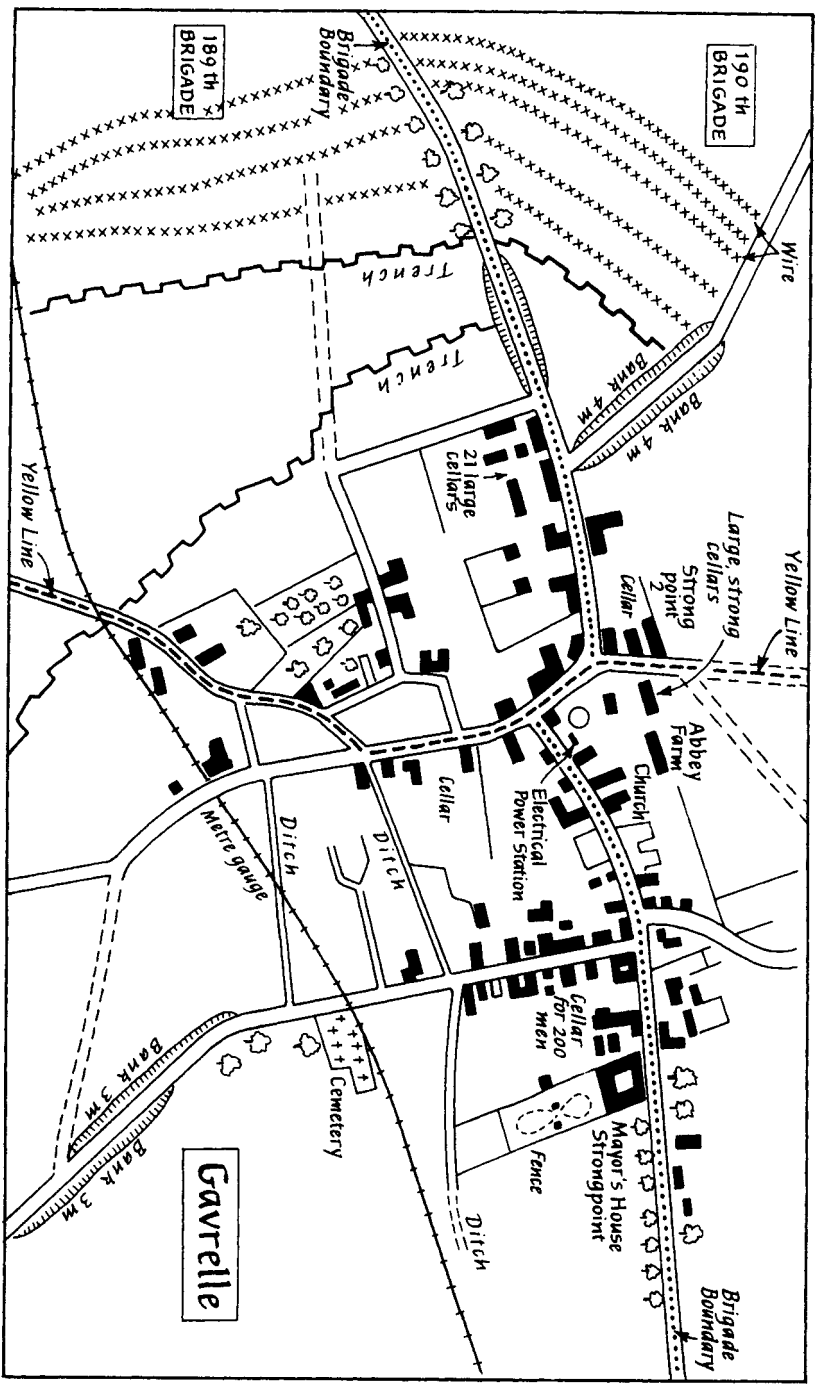 190th
BRIGADE
Wire
Brigade
Boundary
189th
BRIGADE
Bank 4m
Bank 4m
Trench
Trench
21 large
cellars
Yellow Line
Large, strong
cellars
Strong
point
2
Cellar
Yellow Line
Abbey
Farm
Church
Electrical
Power Station
Cellar
Metre gauge
Ditch
Ditch
Cellar
for 200
men
Mayor's House
Strongpoint
Fence
Ditch
Cemetery
Bank 3m
Bank 3m
Brigade
Boundary
Gavrelle